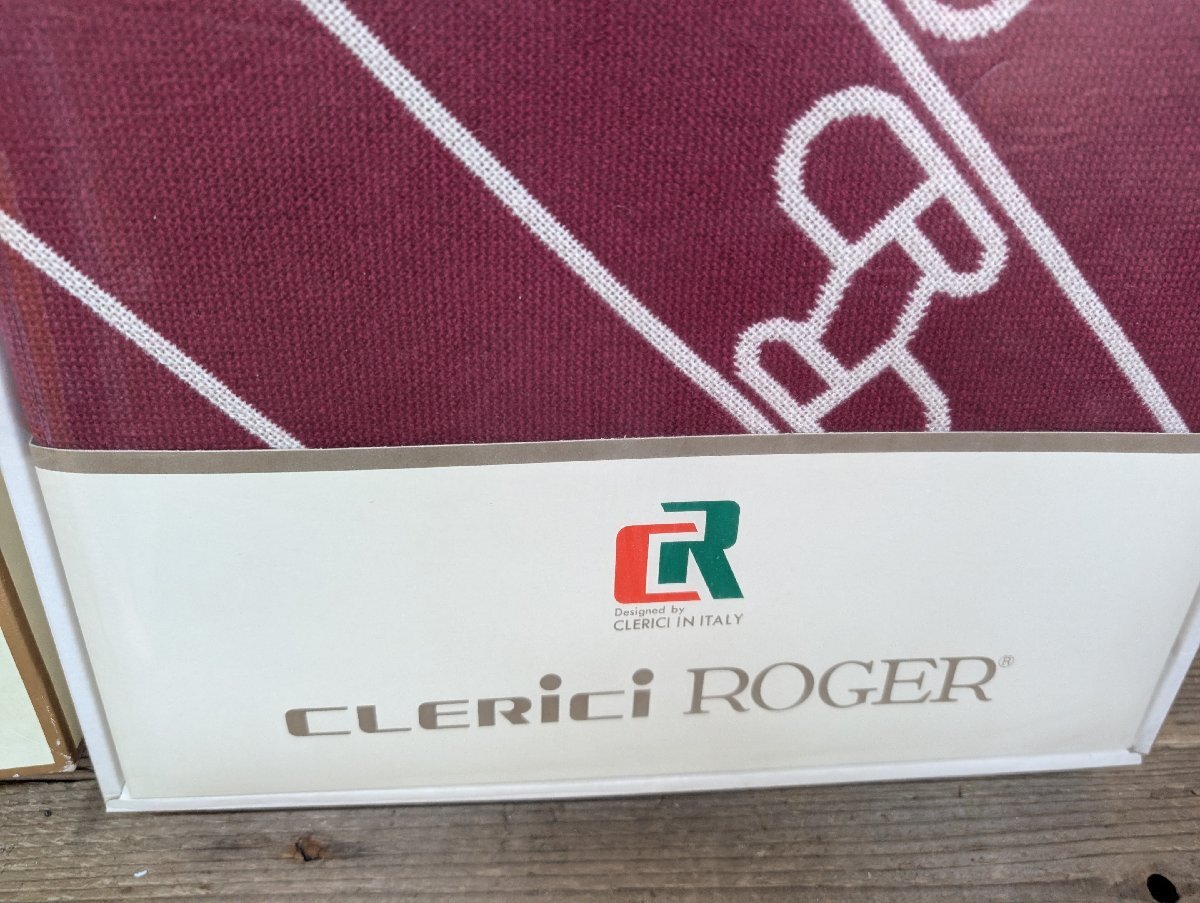 CR
Designed by
CLERICI IN ITALY
CLERiCi ROGER®